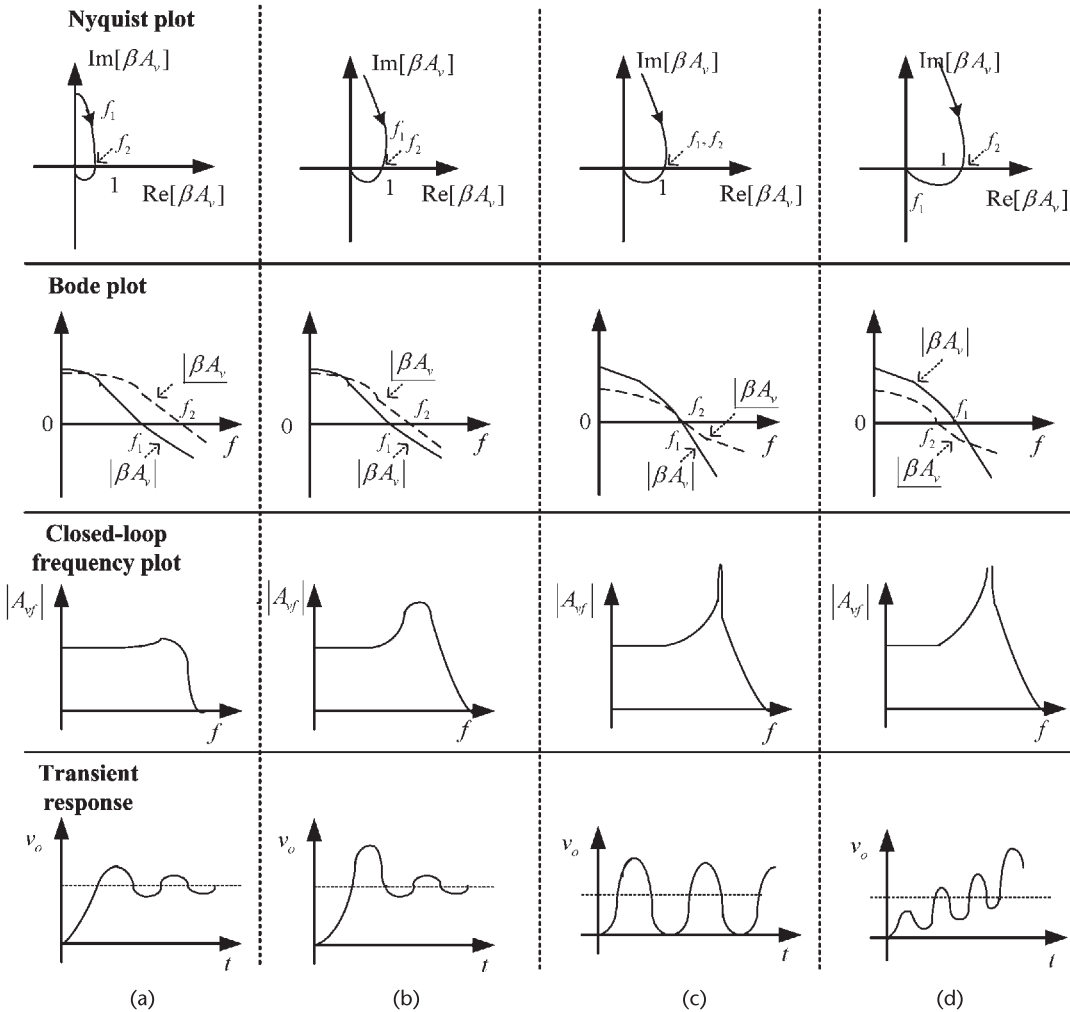 Nyquist plot
Im[βA_v]
f_1
f_2
1
Re[βA_v]
Im[βA_v]
f_1
f_2
1
Re[βA_v]
Im[βA_v]
f_1, f_2
1
Re[βA_v]
Im[βA_v]
f_2
1
f_1
Re[βA_v]
Bode plot
|βA_v
f_2
0
f_1
f
|βA_v|
|βA_v
f_2
0
f_1
f
|βA_v|
f_2
|βA_v
0
f_1
f
|βA_v|
|βA_v|
f_1
0
f_2
f
|βA_v
Closed-loop
frequency plot
|A_vf|
f
|A_vf|
f
|A_vf|
f
|A_vf|
f
Transient
response
v_o
t
v_o
t
v_o
t
v_o
t
(a)
(b)
(c)
(d)